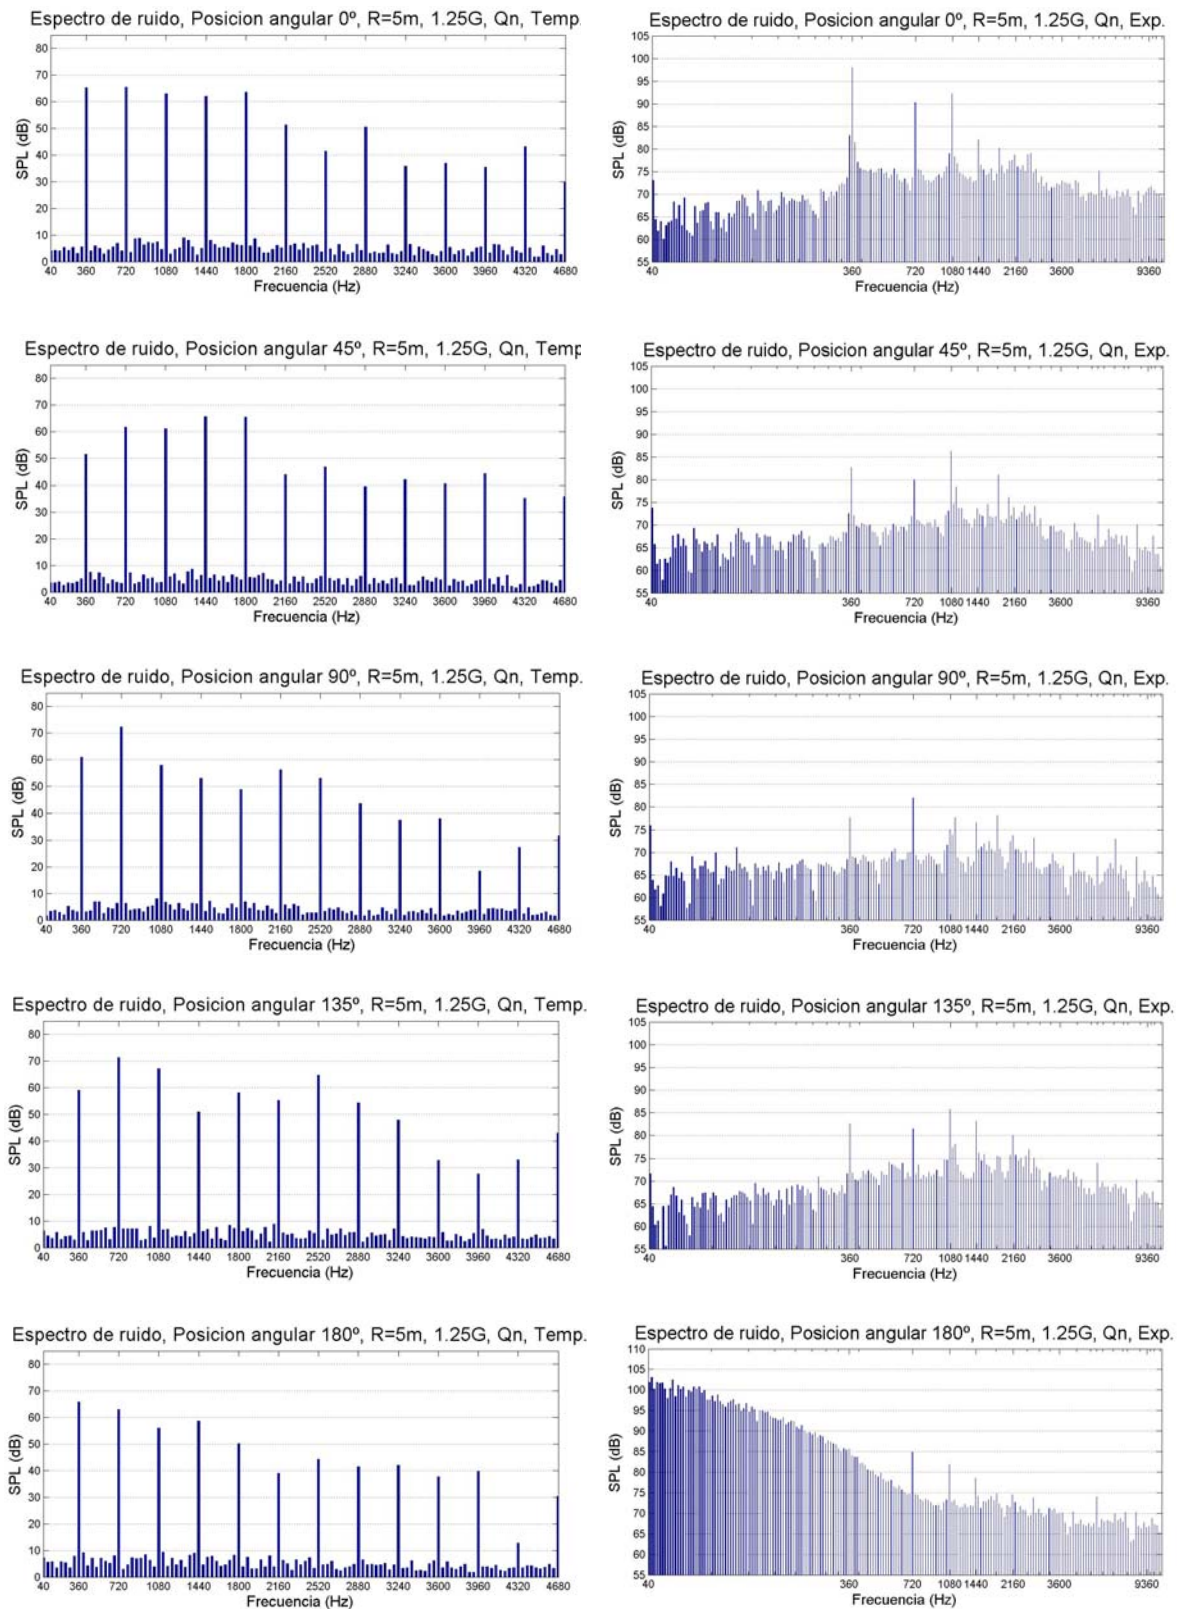 Espectro de ruido, Posicion angular 0º, R=5m, 1.25G, Qn, Temp.
80
70
60
50
40
30
20
10
0
SPL (dB)
40 360 720 1080 1440 1800 2160 2520 2880 3240 3600 3960 4320 4680
Frecuencia (Hz)
Espectro de ruido, Posicion angular 0º, R=5m, 1.25G, Qn, Exp.
105
100
95
90
85
80
75
70
65
60
55
SPL (dB)
40 360 720 1080 1440 2160 3600 9360
Frecuencia (Hz)
Espectro de ruido, Posicion angular 45º, R=5m, 1.25G, Qn, Temp
80
70
60
50
40
30
20
10
0
SPL (dB)
40 360 720 1080 1440 1800 2160 2520 2880 3240 3600 3960 4320 4680
Frecuencia (Hz)
Espectro de ruido, Posicion angular 45º, R=5m, 1.25G, Qn, Exp.
105
100
95
90
85
80
75
70
65
60
55
SPL (dB)
40 360 720 1080 1440 2160 3600 9360
Frecuencia (Hz)
Espectro de ruido, Posicion angular 90º, R=5m, 1.25G, Qn, Temp.
80
70
60
50
40
30
20
10
0
SPL (dB)
40 360 720 1080 1440 1800 2160 2520 2880 3240 3600 3960 4320 4680
Frecuencia (Hz)
Espectro de ruido, Posicion angular 90º, R=5m, 1.25G, Qn, Exp.
105
100
95
90
85
80
75
70
65
60
55
SPL (dB)
40 360 720 1080 1440 2160 3600 9360
Frecuencia (Hz)
Espectro de ruido, Posicion angular 135º, R=5m, 1.25G, Qn, Temp.
80
70
60
50
40
30
20
10
0
SPL (dB)
40 360 720 1080 1440 1800 2160 2520 2880 3240 3600 3960 4320 4680
Frecuencia (Hz)
Espectro de ruido, Posicion angular 135º, R=5m, 1.25G, Qn, Exp.
105
100
95
90
85
80
75
70
65
60
55
SPL (dB)
40 360 720 1080 1440 2160 3600 9360
Frecuencia (Hz)
Espectro de ruido, Posicion angular 180º, R=5m, 1.25G, Qn, Temp.
80
70
60
50
40
30
20
10
0
SPL (dB)
40 360 720 1080 1440 1800 2160 2520 2880 3240 3600 3960 4320 4680
Frecuencia (Hz)
Espectro de ruido, Posicion angular 180º, R=5m, 1.25G, Qn, Exp.
110
105
100
95
90
85
80
75
70
65
60
55
SPL (dB)
40 360 720 1080 1440 2160 3600 9360
Frecuencia (Hz)